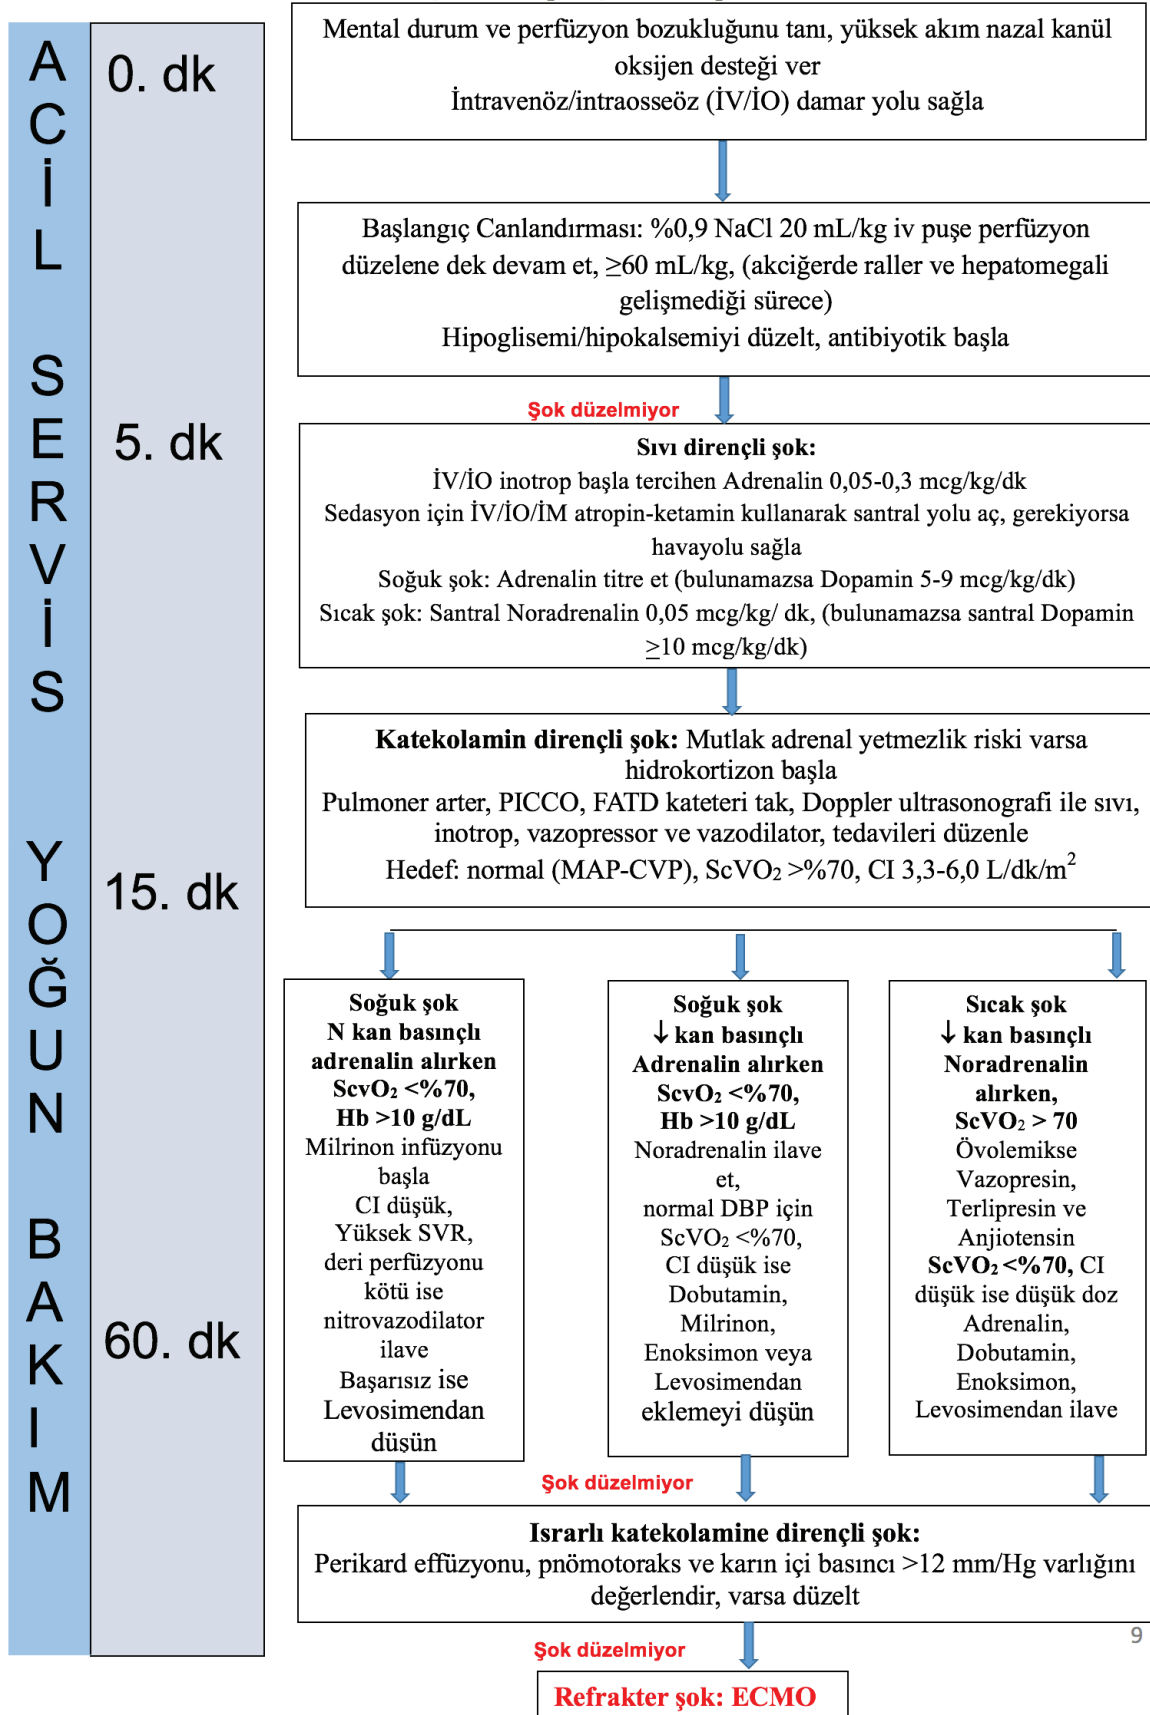 ACİL SERVİS YOĞUN BAKIM
0. dk
5. dk
15. dk
60. dk
Mental durum ve perfüzyon bozukluğunu tanı, yüksek akım nazal kanül
oksijen desteği ver
İntravenöz/intraosseöz (İV/İO) damar yolu sağla
Başlangıç Canlandırması: %0,9 NaCl 20 mL/kg iv puşe perfüzyon
düzelene dek devam et, ≥60 mL/kg, (akciğerde raller ve hepatomegali
gelişmediği sürece)
Hipoglisemi/hipokalsemiyi düzelt, antibiyotik başla
Şok düzelmiyor
Sıvı dirençli şok:
İV/İO inotrop başla tercihen Adrenalin 0,05-0,3 mcg/kg/dk
Sedasyon için İV/İO/İM atropin-ketamin kullanarak santral yolu aç, gerekiyorsa
havayolu sağla
Soğuk şok: Adrenalin titre et (bulunamazsa Dopamin 5-9 mcg/kg/dk)
Sıcak şok: Santral Noradrenalin 0,05 mcg/kg/ dk, (bulunamazsa santral Dopamin
≥10 mcg/kg/dk)
Katekolamin dirençli şok: Mutlak adrenal yetmezlik riski varsa
hidrokortizon başla
Pulmoner arter, PICCO, FATD kateteri tak, Doppler ultrasonografi ile sıvı,
inotrop, vazopressor ve vazodilator, tedavileri düzenle
Hedef: normal (MAP-CVP), ScVO₂ >%70, CI 3,3-6,0 L/dk/m²
Soğuk şok
N kan basınçlı
adrenalin alırken
ScvO₂ <%70,
Hb >10 g/dL
Milrinon infüzyonu
başla
CI düşük,
Yüksek SVR,
deri perfüzyonu
kötü ise
nitrovazodilator
ilave
Başarısız ise
Levosimendan
düşün
Soğuk şok
↓ kan basınçlı
Adrenalin alırken
ScvO₂ <%70,
Hb >10 g/dL
Noradrenalin ilave
et,
normal DBP için
ScVO₂ <%70,
CI düşük ise
Dobutamin,
Milrinon,
Enoksimon veya
Levosimendan
eklemeyi düşün
Sıcak şok
↓ kan basınçlı
Noradrenalin
alırken,
ScVO₂ > 70
Övolemikse
Vazopresin,
Terlipresin ve
Anjiotensin
ScVO₂ <%70, CI
düşük ise düşük doz
Adrenalin,
Dobutamin,
Enoksimon,
Levosimendan ilave
Şok düzelmiyor
Israrlı katekolamine dirençli şok:
Perikard effüzyonu, pnömotoraks ve karın içi basıncı >12 mm/Hg varlığını
değerlendir, varsa düzelt
9
Şok düzelmiyor
Refrakter şok: ECMO